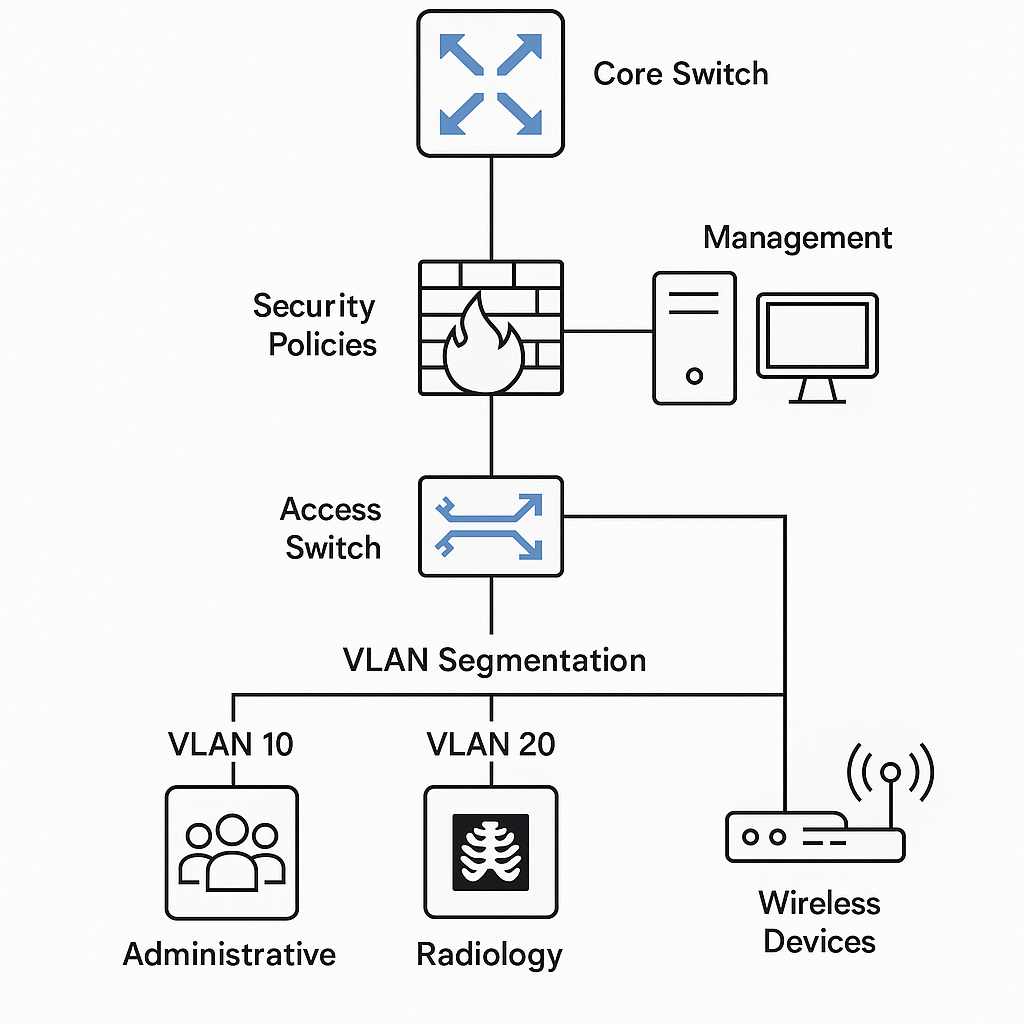 Core Switch
Management
Security
Policies
Access
Switch
VLAN Segmentation
VLAN 10
VLAN 20
Administrative
Radiology
Wireless
Devices